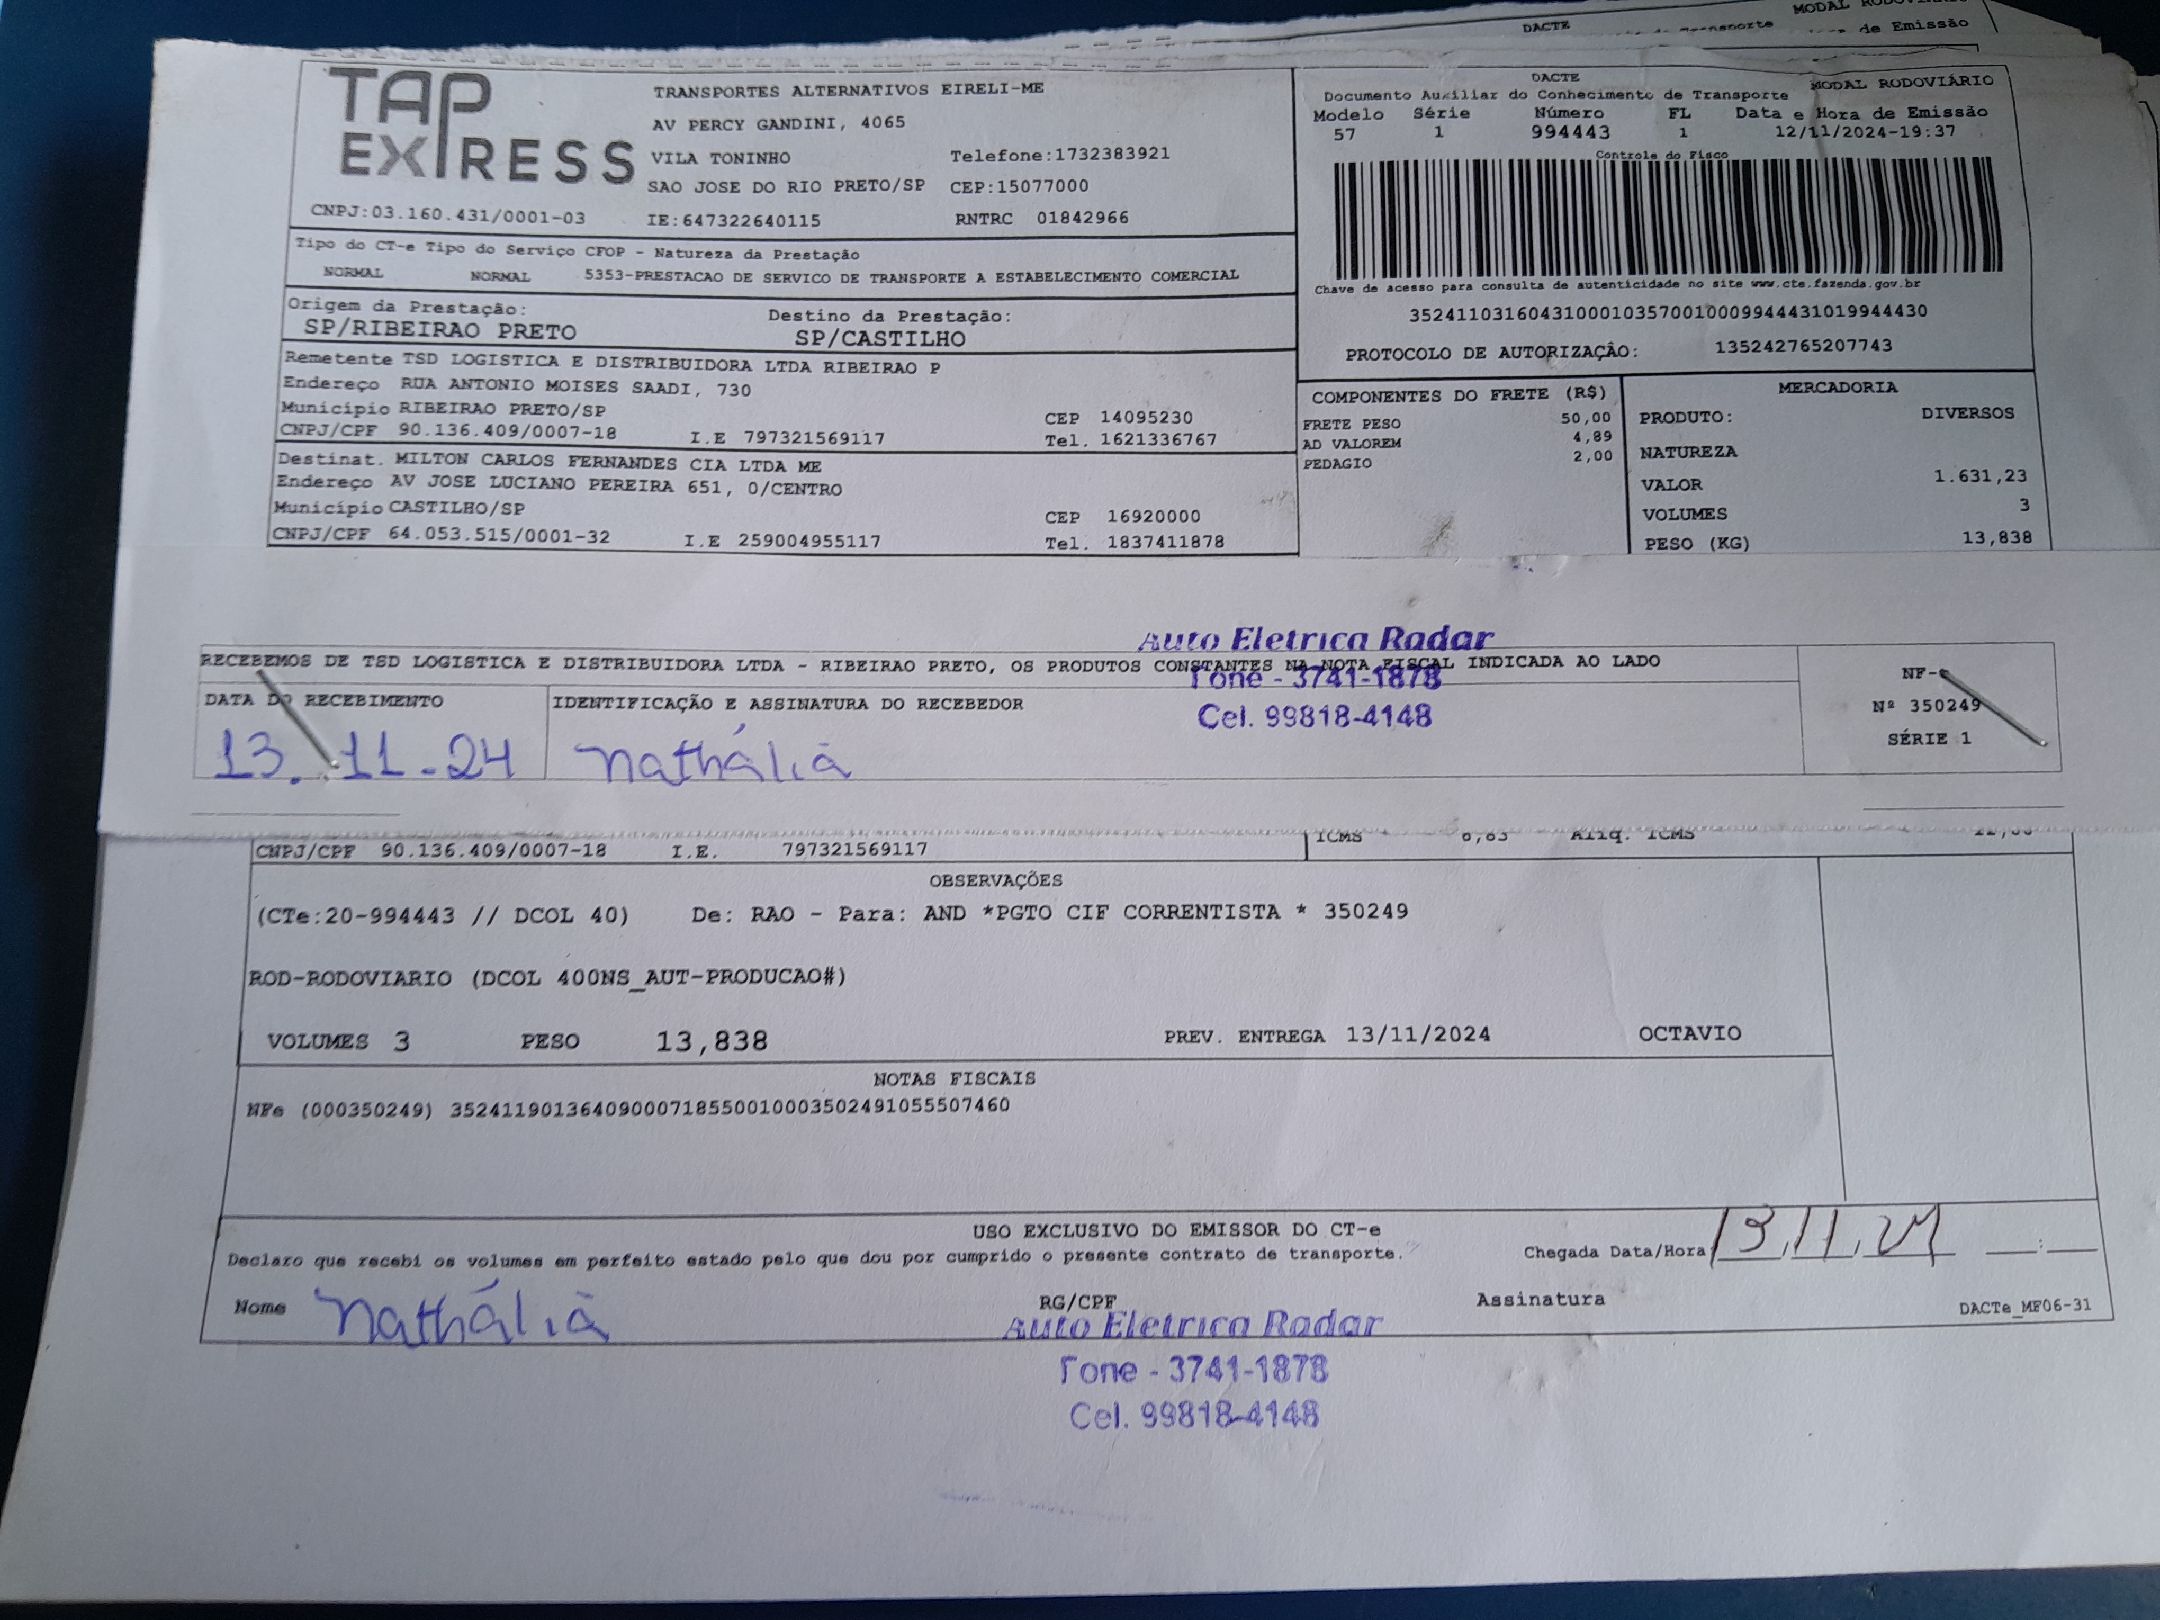 DACTE
MODAL RODOVIÁRIO
de Emissão
TAP EXPRESS
TRANSPORTES ALTERNATIVOS EIRELI-ME
AV PERCY GANDINI, 4065
VILA TONINHO Telefone:1732383921
SAO JOSE DO RIO PRETO/SP CEP:15077000
CNPJ:03.160.431/0001-03 IE:647322640115 RNTRC 01842966
DACTE MODAL RODOVIÁRIO
Documento Auxiliar do Conhecimento de Transporte
Modelo Série Número FL Data e Hora de Emissão
57 1 994443 1 12/11/2024-19:37
Controle do Fisco
Chave de acesso para consulta de autenticidade no site www.cte.fazenda.gov.br
35241103160431000103570010009944431019944430
PROTOCOLO DE AUTORIZAÇÂO: 135242765207743
Tipo do CT-e Tipo do Serviço CFOP - Natureza da Prestação
NORMAL NORMAL 5353-PRESTACAO DE SERVICO DE TRANSPORTE A ESTABELECIMENTO COMERCIAL
Origem da Prestação: Destino da Prestação:
SP/RIBEIRAO PRETO SP/CASTILHO
Remetente TSD LOGISTICA E DISTRIBUIDORA LTDA RIBEIRAO P
Endereço RUA ANTONIO MOISES SAADI, 730
Município RIBEIRAO PRETO/SP CEP 14095230
CNPJ/CPF 90.136.409/0007-18 I.E 797321569117 Tel. 1621336767
Destinat. MILTON CARLOS FERNANDES CIA LTDA ME
Endereço AV JOSE LUCIANO PEREIRA 651, 0/CENTRO
Município CASTILHO/SP CEP 16920000
CNPJ/CPF 64.053.515/0001-32 I.E 259004955117 Tel. 1837411878
COMPONENTES DO FRETE (R$)
FRETE PESO 50,00
AD VALOREM 4,89
PEDAGIO 2,00
MERCADORIA
PRODUTO: DIVERSOS
NATUREZA
VALOR 1.631,23
VOLUMES 3
PESO (KG) 13,838
Auto Eletrica Radar
RECEBEMOS DE TSD LOGISTICA E DISTRIBUIDORA LTDA - RIBEIRAO PRETO, OS PRODUTOS CONSTANTES NA NOTA FISCAL INDICADA AO LADO
Fone - 3741-1878
Cel. 99818-4148
DATA DO RECEBIMENTO IDENTIFICAÇÃO E ASSINATURA DO RECEBEDOR
13.11.24 Nathália
NF-e
Nº 350249
SÉRIE 1
ICMS Aliq. ICMS
CNPJ/CPF 90.136.409/0007-18 I.E. 797321569117
OBSERVAÇÕES
(CTe:20-994443 // DCOL 40) De: RAO - Para: AND *PGTO CIF CORRENTISTA * 350249
ROD-RODOVIARIO (DCOL 400NS_AUT-PRODUCAO#)
VOLUMES 3 PESO 13,838 PREV. ENTREGA 13/11/2024 OCTAVIO
NOTAS FISCAIS
NFe (000350249) 35241190136409000718550010003502491055507460
USO EXCLUSIVO DO EMISSOR DO CT-e
Declaro que recebi os volumes em perfeito estado pelo que dou por cumprido o presente contrato de transporte. Chegada Data/Hora 13,11,24 __:__
Nome Nathália RG/CPF Assinatura DACTe_MF06-31
Auto Eletrica Radar
Fone - 3741-1878
Cel. 99818-4148